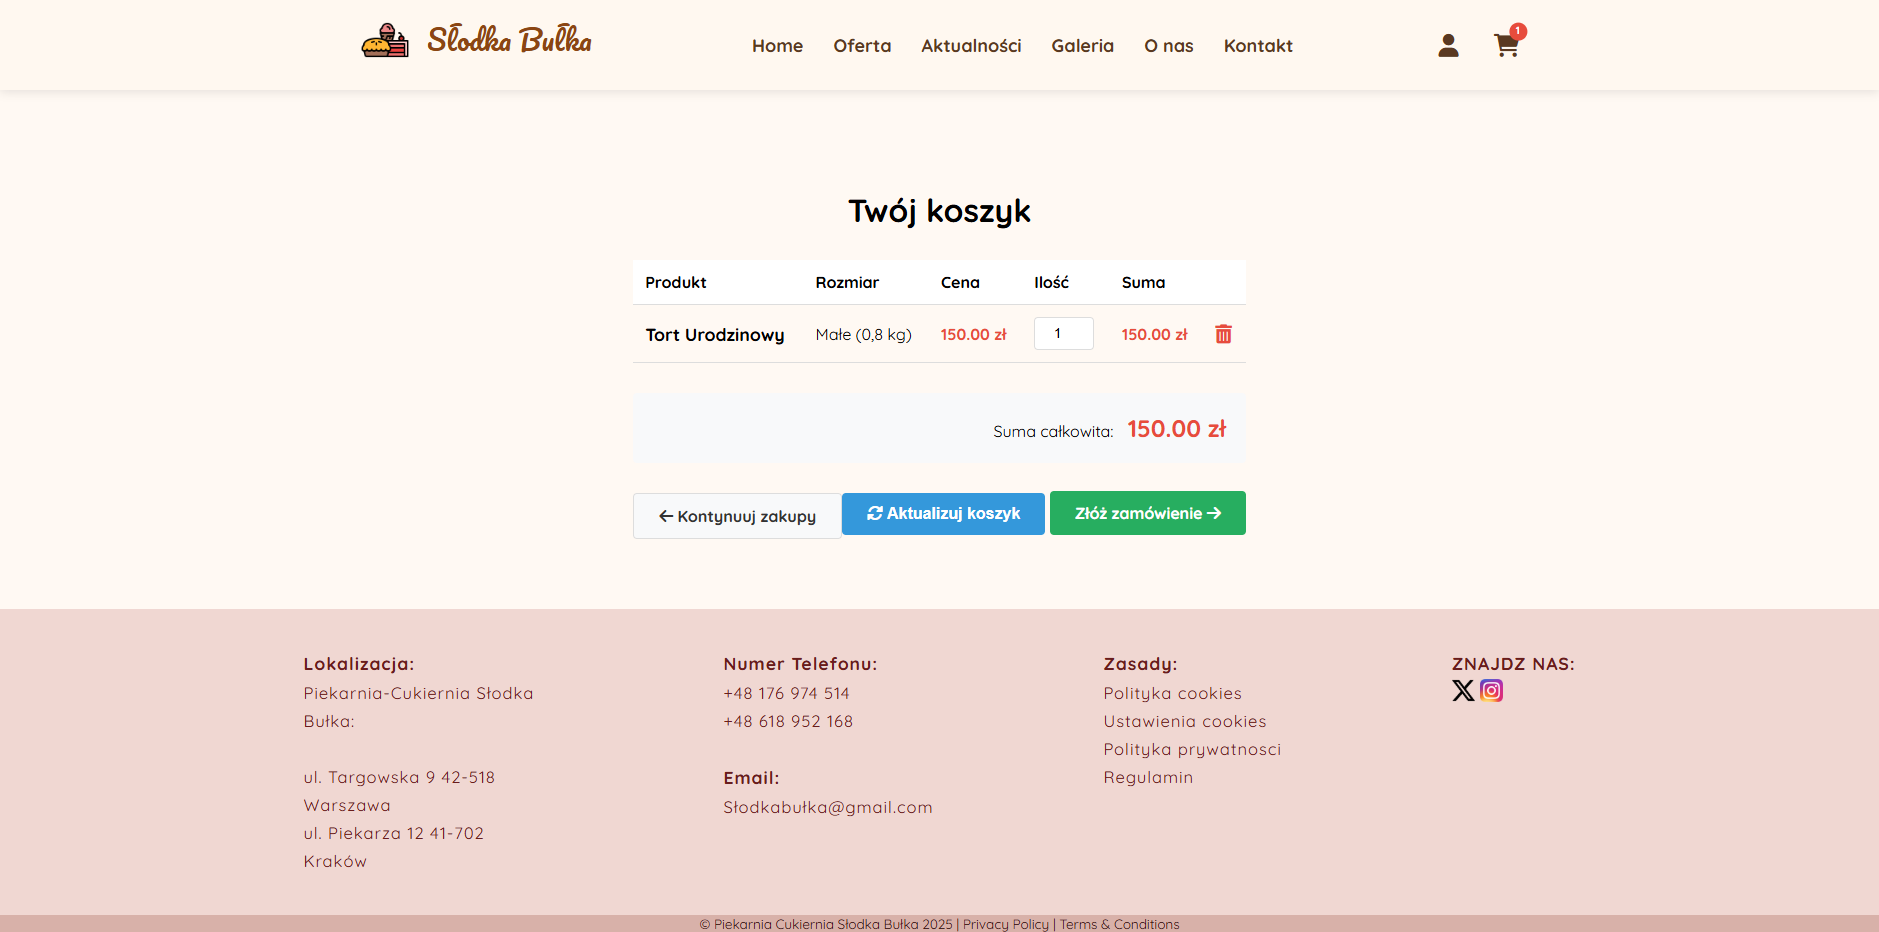 Słodka Bułka
Home Oferta Aktualności Galeria O nas Kontakt
1
Twój koszyk
Produkt Rozmiar Cena Ilość Suma
Tort Urodzinowy Małe (0,8 kg) 150.00 zł 1 150.00 zł
Suma całkowita: 150.00 zł
← Kontynuuj zakupy Aktualizuj koszyk Złóż zamówienie →
Lokalizacja:
Piekarnia-Cukiernia Słodka
Bułka:
ul. Targowska 9 42-518
Warszawa
ul. Piekarza 12 41-702
Kraków
Numer Telefonu:
+48 176 974 514
+48 618 952 168
Email:
Słodkabułka@gmail.com
Zasady:
Polityka cookies
Ustawienia cookies
Polityka prywatnosci
Regulamin
ZNAJDZ NAS:
© Piekarnia Cukiernia Słodka Bułka 2025 | Privacy Policy | Terms & Conditions